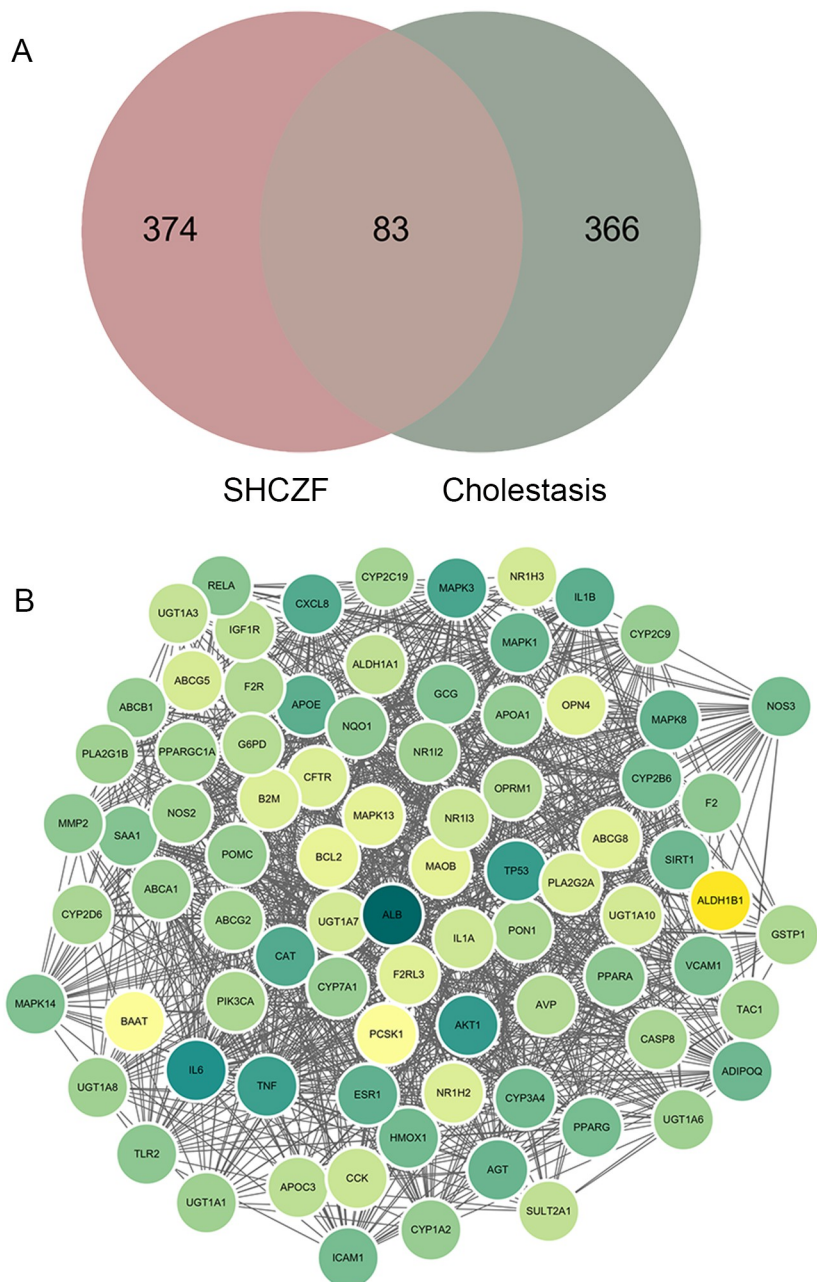 A
374 83 366
SHCZF Cholestasis
B
RELA
CYP2C19
MAPK3
NR1H3
IL1B
UGT1A3
CXCL8
IGF1R
MAPK1
CYP2C9
ABCG5
F2R
ALDH1A1
ABCB1
APOE
GCG
OPN4
NOS3
NQO1
APOA1
MAPK8
PLA2G1B
PPARGC1A
G6PD
NR1I2
CFTR
CYP2B6
B2M
OPRM1
F2
MMP2
SAA1
NOS2
MAPK13
NR1I3
ABCG8
POMC
BCL2
MAOB
TP53
SIRT1
PLA2G2A
ABCA1
ALDH1B1
CYP2D6
ABCG2
UGT1A7
ALB
UGT1A10
IL1A
PON1
GSTP1
CAT
F2RL3
CYP7A1
PPARA
VCAM1
MAPK14
PIK3CA
AVP
TAC1
BAAT
PCSK1
AKT1
CASP8
IL6
TNF
ADIPOQ
UGT1A8
ESR1
NR1H2
CYP3A4
UGT1A6
HMOX1
PPARG
TLR2
AGT
UGT1A1
APOC3
CCK
SULT2A1
CYP1A2
ICAM1